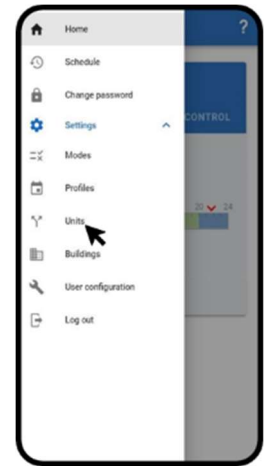 Home
?
Schedule
Change password
CONTROL
Settings
Modes
Profiles
20 24
Units
Buildings
User configuration
Log out